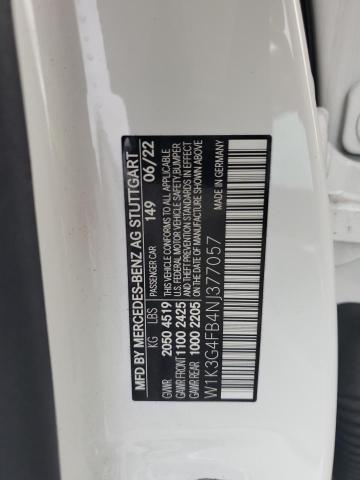 MFD BY MERCEDES-BENZ AG STUTTGART
PASSENGER CAR 149 06/22
KG LBS
GVWR 2050 4519
GAWR FRONT 1100 2425
GAWR REAR 1000 2205
THIS VEHICLE CONFORMS TO ALL APPLICABLE
U.S. FEDERAL MOTOR VEHICLE SAFETY, BUMPER
AND THEFT PREVENTION STANDARDS IN EFFECT
ON THE DATE OF MANUFACTURE SHOWN ABOVE
MADE IN GERMANY
W1K3G4FB4NJ377057